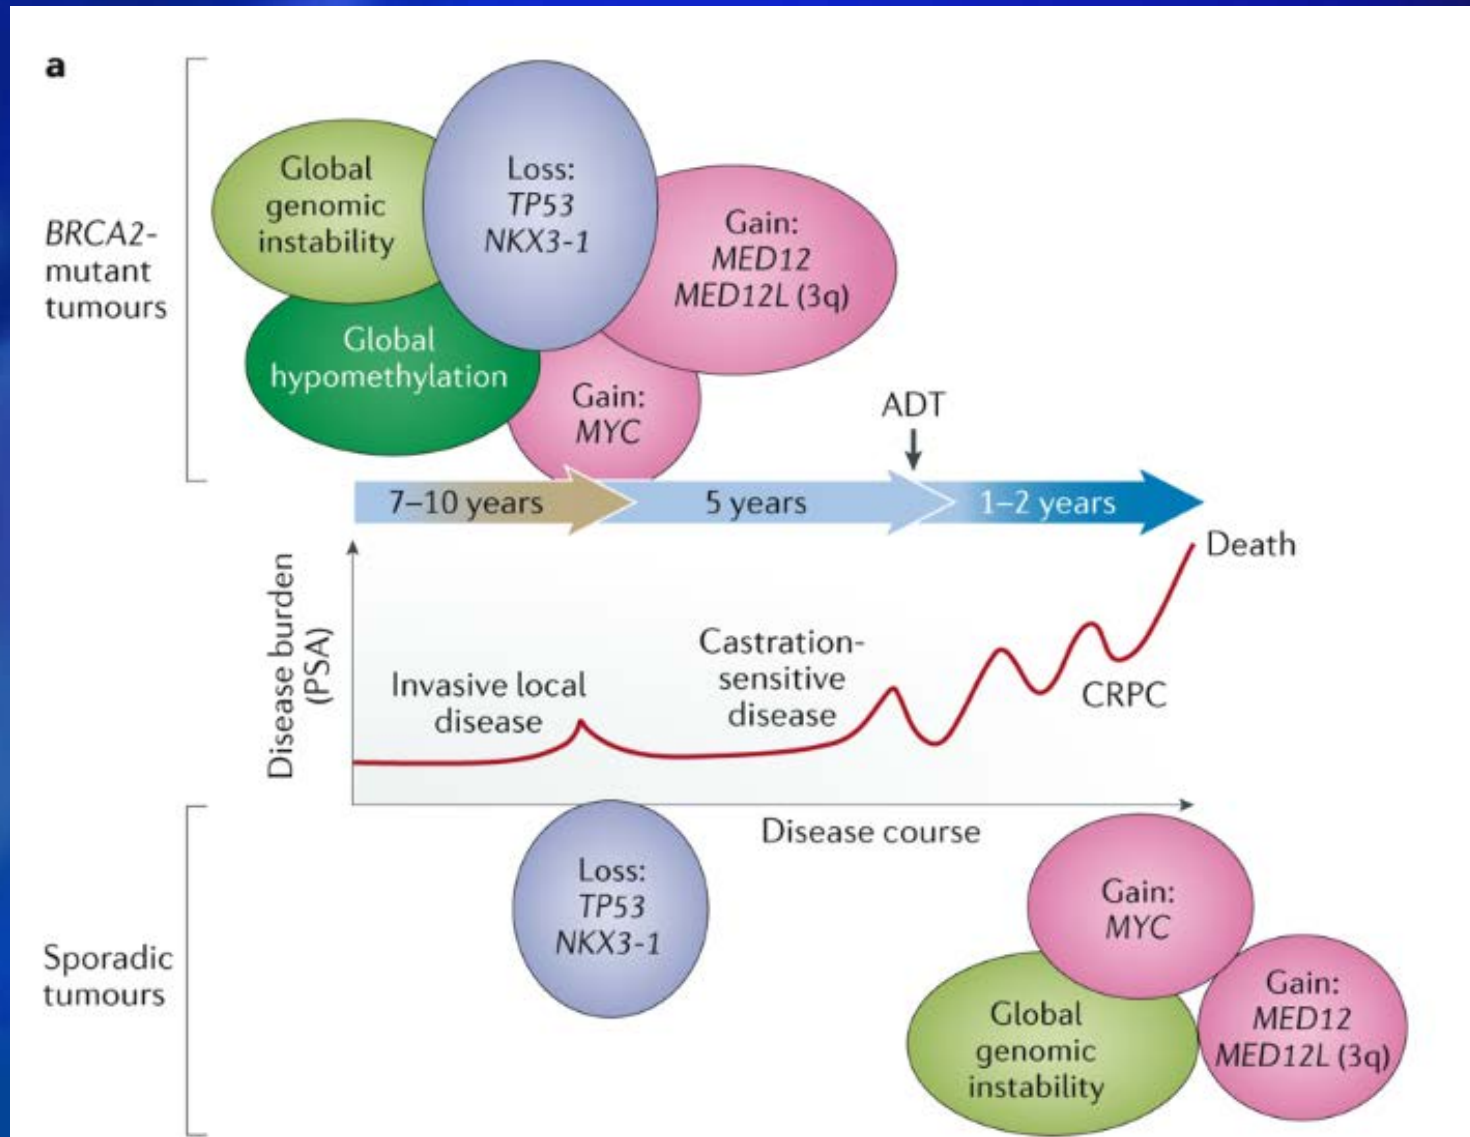 a
BRCA2-
mutant
tumours
Global
genomic
instability
Loss:
TP53
NKX3-1
Gain:
MED12
MED12L (3q)
Global
hypomethylation
Gain:
MYC
ADT
7–10 years
5 years
1–2 years
Death
Disease burden
(PSA)
Invasive local
disease
Castration-
sensitive
disease
CRPC
Disease course
Sporadic
tumours
Loss:
TP53
NKX3-1
Gain:
MYC
Global
genomic
instability
Gain:
MED12
MED12L (3q)